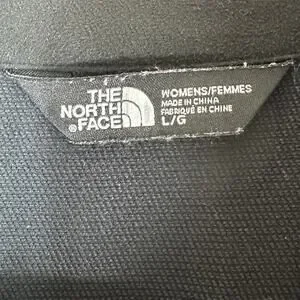 THE
NORTH
®FACE
WOMENS/FEMMES
MADE IN CHINA
FABRIQUÉ EN CHINE
L/G